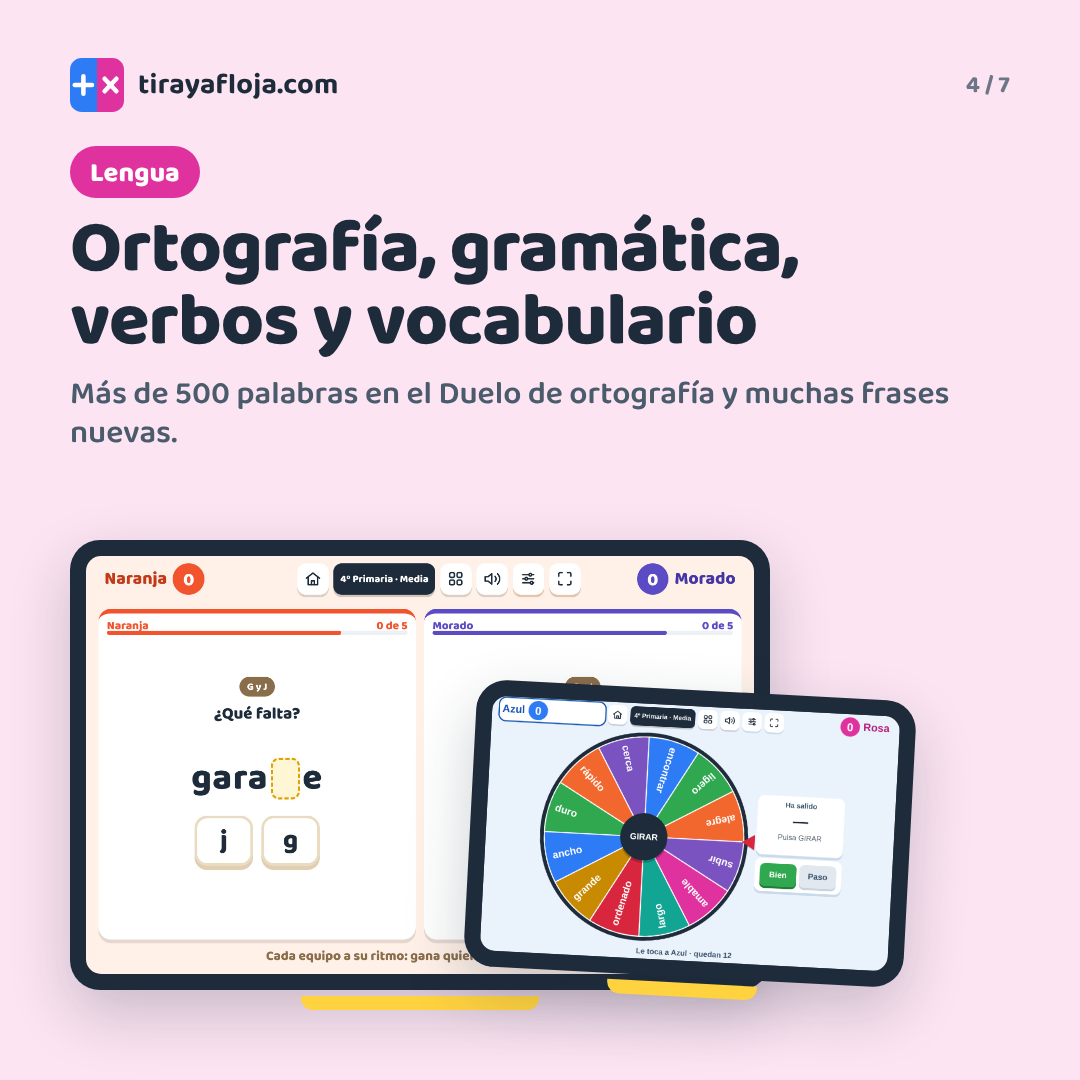 tirayafloja.com
4 / 7
Lengua
Ortografía, gramática,
verbos y vocabulario
Más de 500 palabras en el Duelo de ortografía y muchas frases
nuevas.
Naranja 0
4º Primaria · Media
0 Morado
Naranja 0 de 5
Morado 0 de 5
G y J
¿Qué falta?
gara e
j g
Cada equipo a su ritmo: gana
Azul 0
4º Primaria · Media
0 Rosa
cerca
encontrar
ligero
alegre
subir
amable
largo
ordenado
grande
ancho
duro
rápido
GIRAR
Ha salido
—
Pulsa GIRAR
Bien Paso
Le toca a Azul · quedan 12